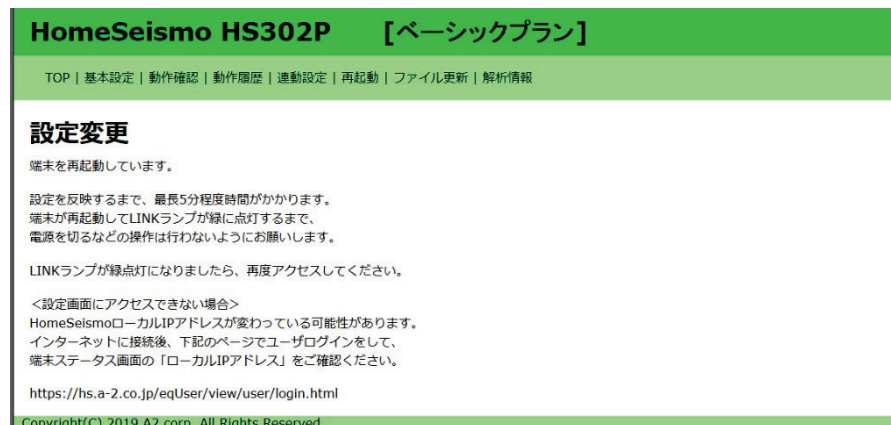 HomeSeismo HS302P [ベーシックプラン]
TOP | 基本設定 | 動作確認 | 動作履歴 | 連動設定 | 再起動 | ファイル更新 | 解析情報
設定変更
端末を再起動しています。
設定を反映するまで、最長5分程度時間がかかります。
端末が再起動してLINKランプが緑に点灯するまで、
電源を切るなどの操作は行わないようにお願いします。
LINKランプが緑点灯になりましたら、再度アクセスしてください。
<設定画面にアクセスできない場合>
HomeSeismoローカルIPアドレスが変わっている可能性があります。
インターネットに接続後、下記のページでユーザログインをして、
端末ステータス画面の「ローカルIPアドレス」をご確認ください。
https://hs.a-2.co.jp/eqUser/view/user/login.html
Copyright(C) 2019 A2 corp. All Rights Reserved